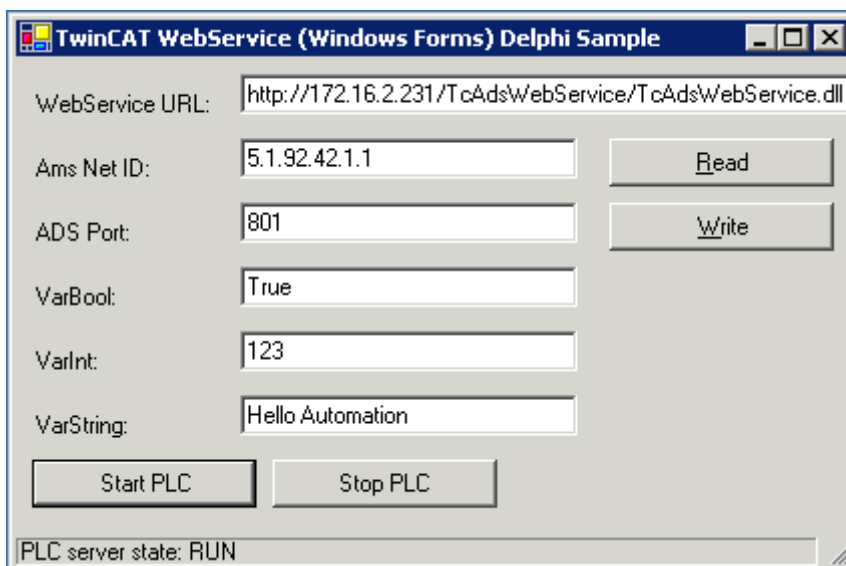 TwinCAT WebService (Windows Forms) Delphi Sample
WebService URL: http://172.16.2.231/TcAdsWebService/TcAdsWebService.dll
Ams Net ID: 5.1.92.42.1.1 Read
ADS Port: 801 Write
VarBool: True
VarInt: 123
VarString: Hello Automation
Start PLC Stop PLC
PLC server state: RUN